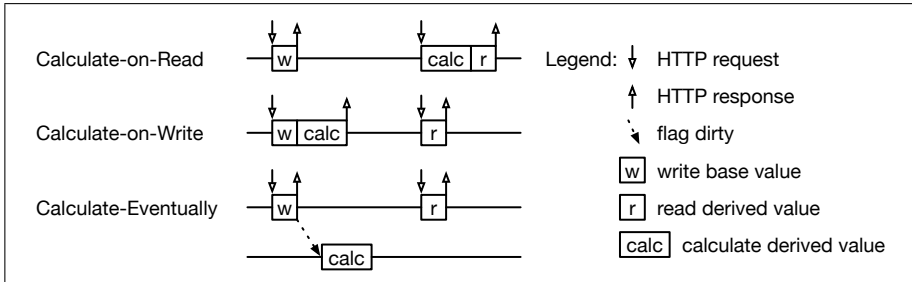 Calculate-on-Read
w
calc r
Legend: HTTP request
HTTP response
Calculate-on-Write
w calc
r
flag dirty
w write base value
Calculate-Eventually
w
r
r read derived value
calc
calc calculate derived value